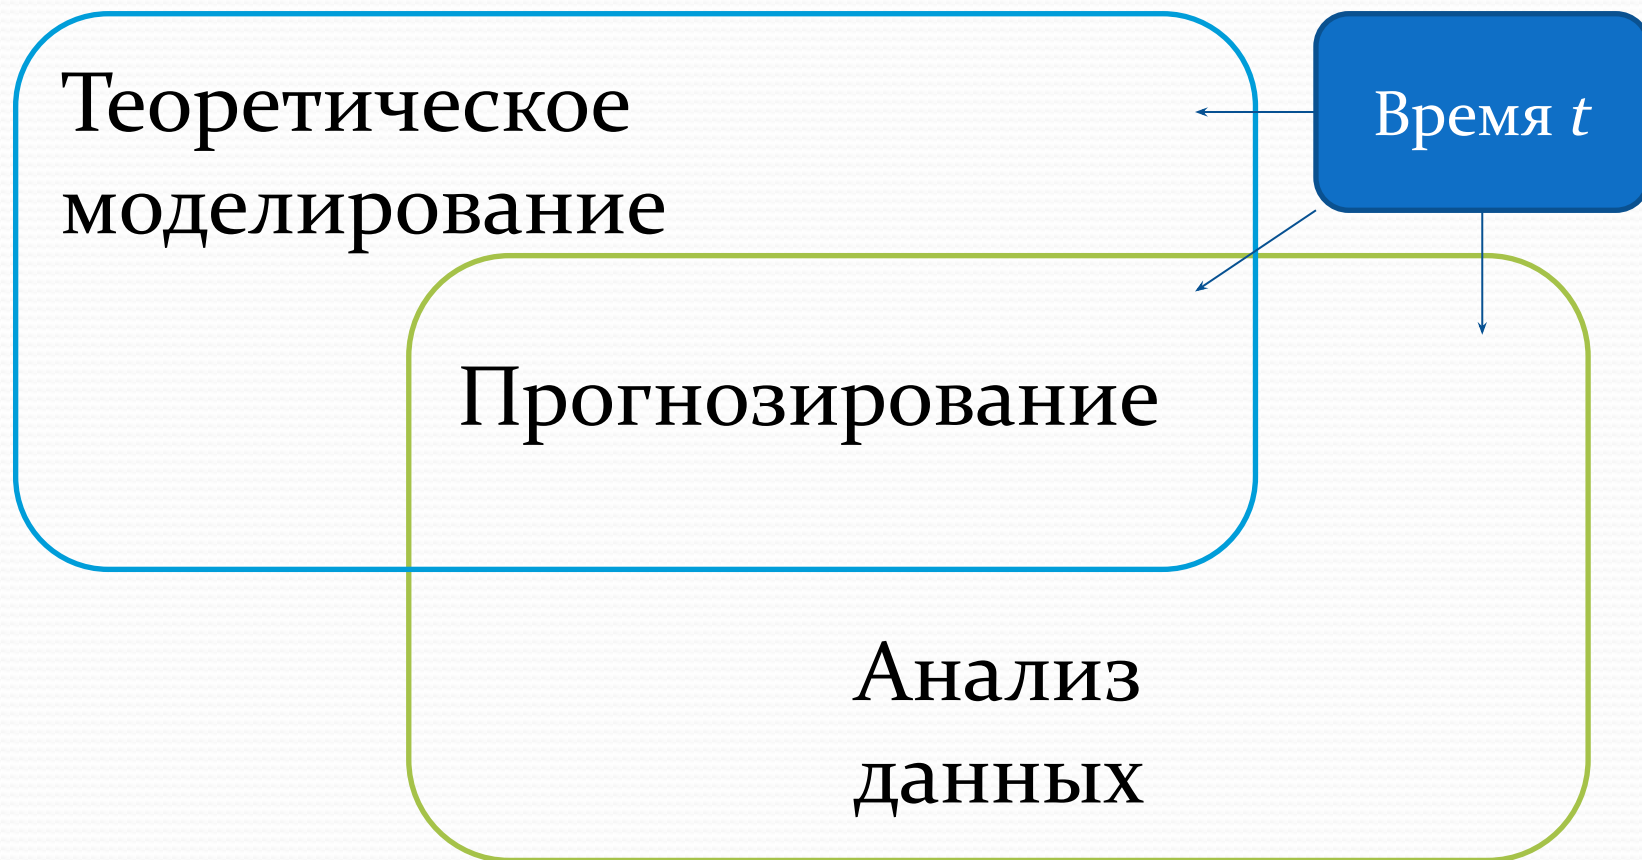 Теоретическое
моделирование
Время t
Прогнозирование
Анализ
данных